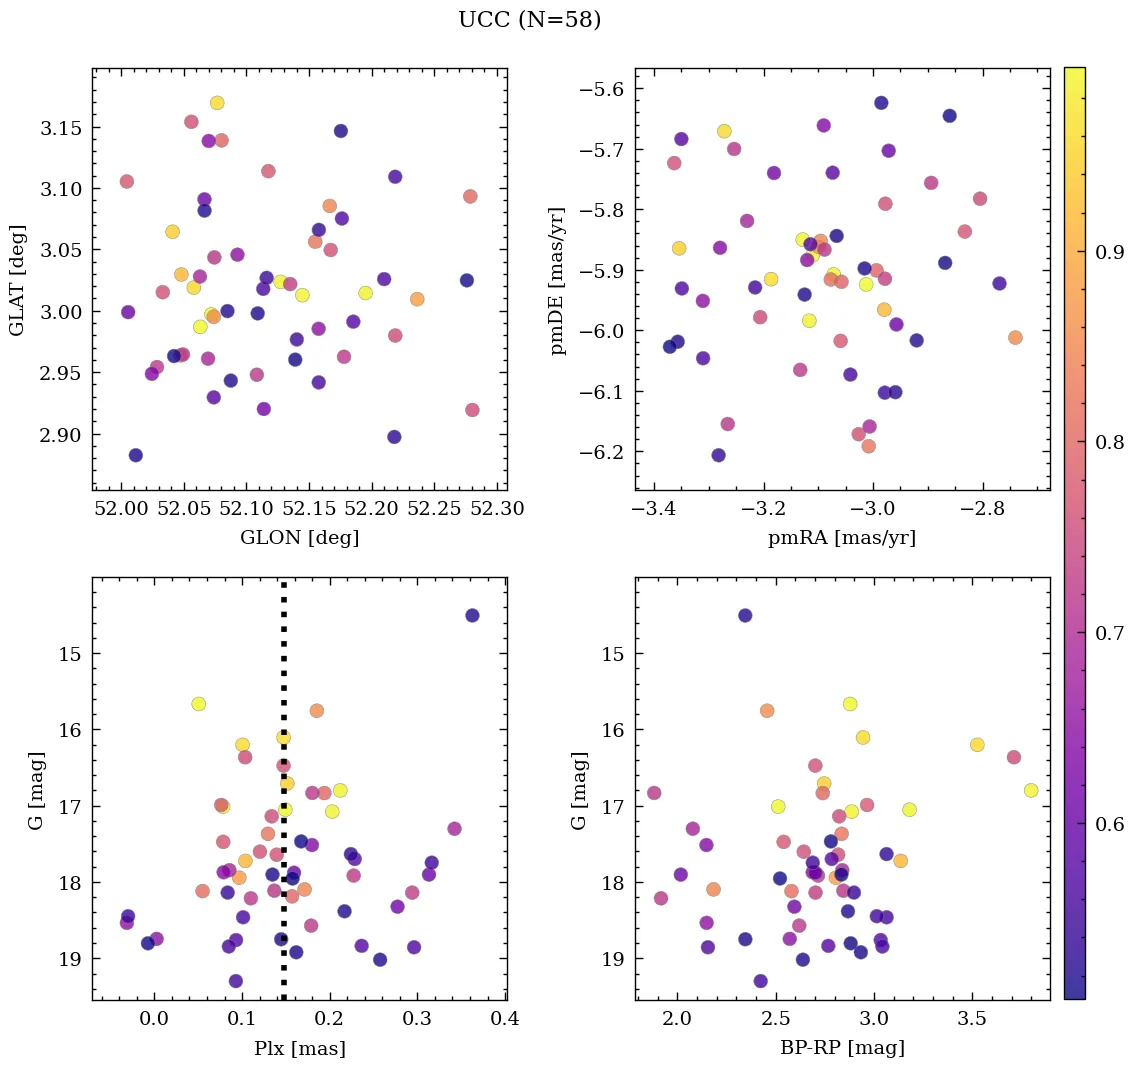 UCC (N=58)
3.15
3.10
3.05
3.00
2.95
2.90
GLAT [deg]
52.00 52.05 52.10 52.15 52.20 52.25 52.30
GLON [deg]
−5.6
−5.7
−5.8
−5.9
−6.0
−6.1
−6.2
pmDE [mas/yr]
−3.4 −3.2 −3.0 −2.8
pmRA [mas/yr]
15
16
17
18
19
G [mag]
0.0 0.1 0.2 0.3 0.4
Plx [mas]
15
16
17
18
19
G [mag]
2.0 2.5 3.0 3.5
BP-RP [mag]
0.9
0.8
0.7
0.6